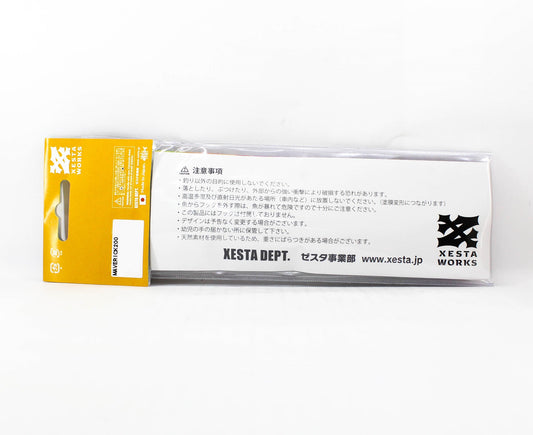 XESTA
WORKS
MAVERICK200
⚠ 注意事項
・釣り以外の目的に使用しないでください。
・落としたり、ぶつけたり、外部からの強い衝撃により破損する恐れがあります。
・高温多湿及び直射日光があたる場所(車内など)に放置しないでください。(塗膜変形につながります)
・魚からフックを外す際は、魚が暴れて危険ですので十分にご注意ください。
・この製品にはフックは付属しておりません。
・デザインは予告なく変更する場合がございます。
・幼児の手の届かない所に保管して下さい。
・天然素材を使用しているため、重さにばらつきがある場合がございます。
XESTA DEPT. ゼスタ事業部 www.xesta.jp
XESTA
WORKS